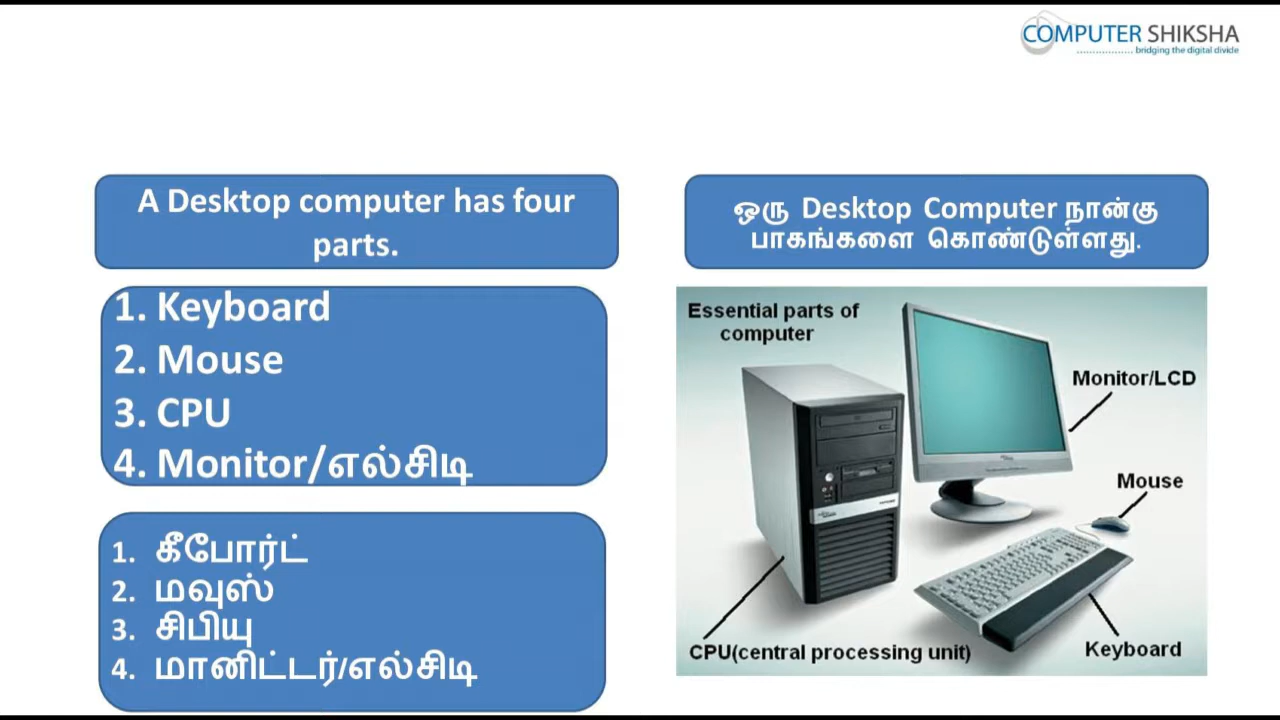 COMPUTER SHIKSHA
bridging the digital divide
A Desktop computer has four
parts.
ஒரு Desktop Computer நான்கு
பாகங்களை கொண்டுள்ளது.
1. Keyboard
2. Mouse
3. CPU
4. Monitor/எல்சிடி
1. கீபோர்ட்
2. மவுஸ்
3. சிபியு
4. மானிட்டர்/எல்சிடி
Essential parts of
computer
Monitor/LCD
Mouse
Keyboard
CPU(central processing unit)